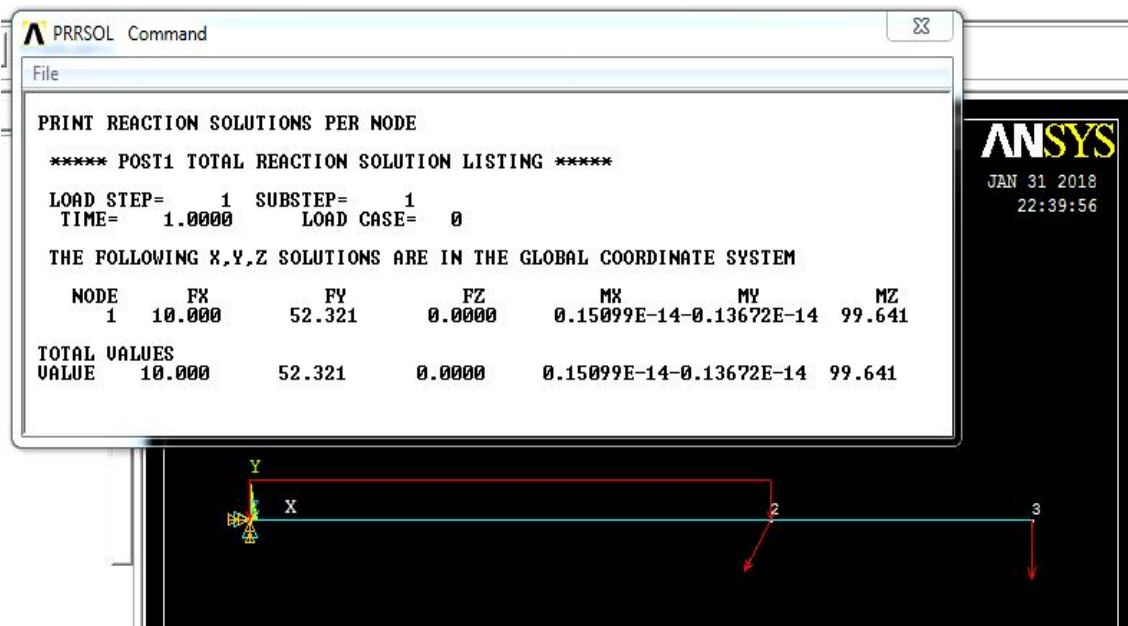 PRRSOL Command
File
PRINT REACTION SOLUTIONS PER NODE
***** POST1 TOTAL REACTION SOLUTION LISTING *****
LOAD STEP= 1 SUBSTEP= 1
TIME= 1.0000 LOAD CASE= 0
THE FOLLOWING X,Y,Z SOLUTIONS ARE IN THE GLOBAL COORDINATE SYSTEM
NODE FX FY FZ MX MY MZ
1 10.000 52.321 0.0000 0.15099E-14-0.13672E-14 99.641
TOTAL VALUES
VALUE 10.000 52.321 0.0000 0.15099E-14-0.13672E-14 99.641
ANSYS
JAN 31 2018
22:39:56
Y
X
2
3